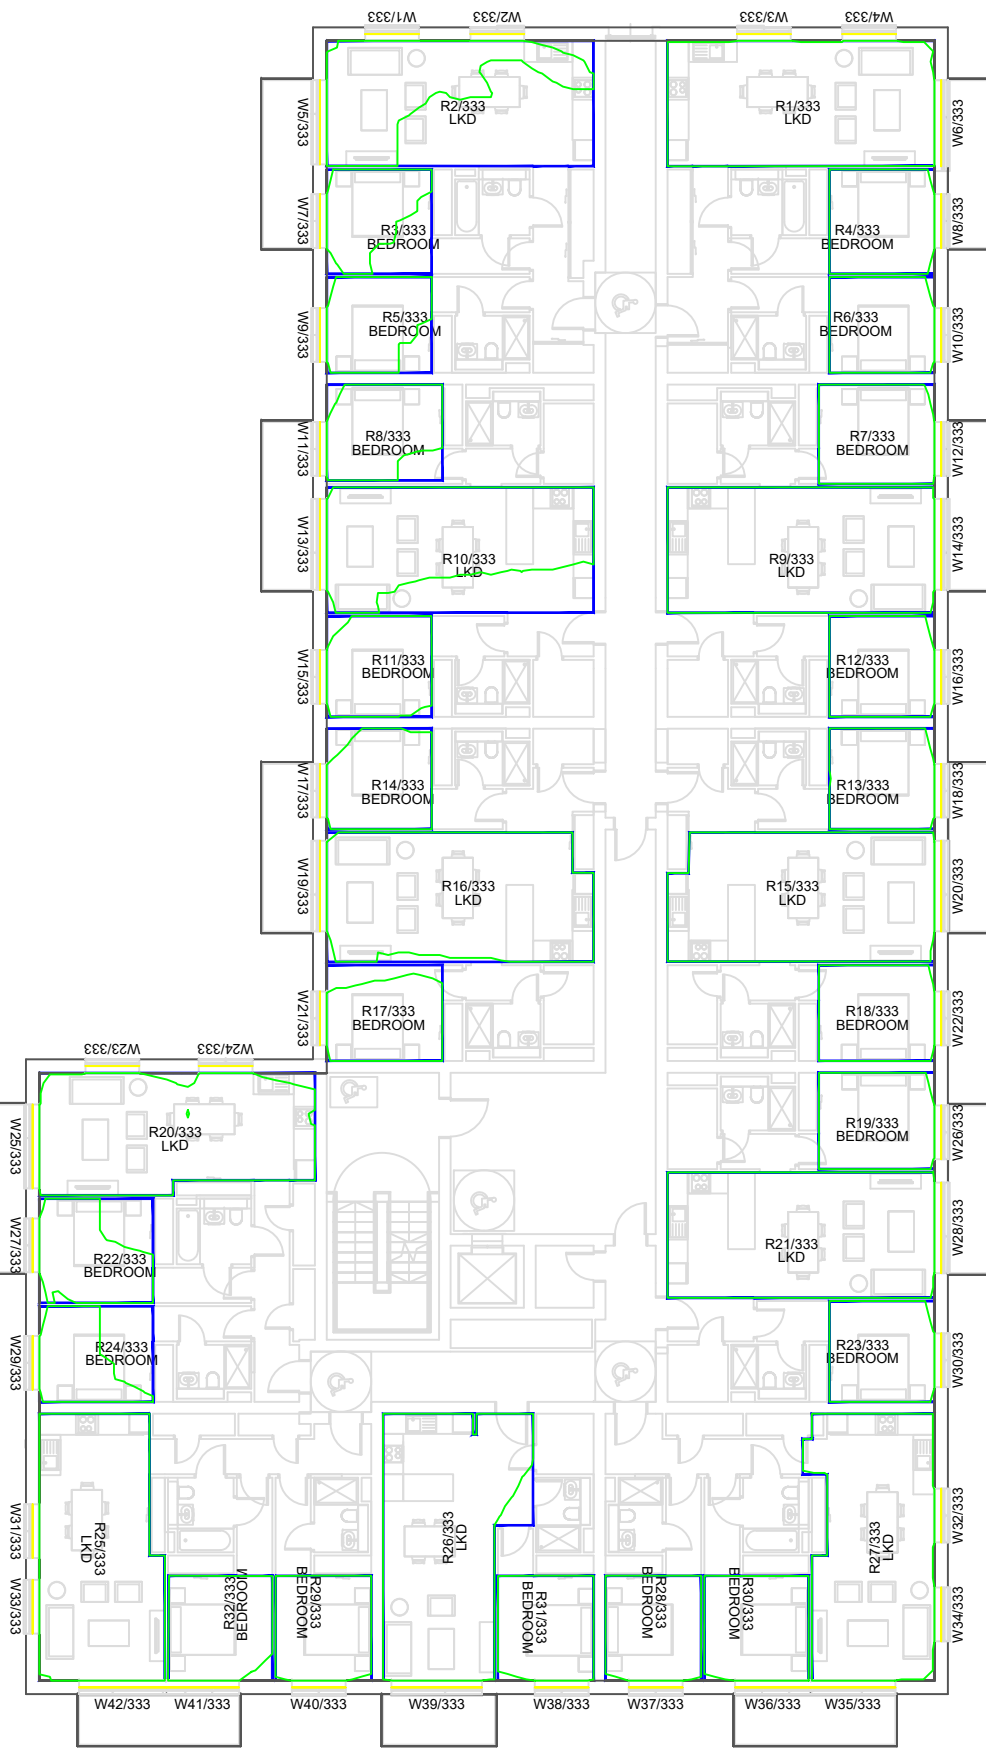 W1/333
W2/333
W3/333
W4/333
W5/333
R2/333
LKD
R1/333
LKD
W6/333
W7/333
R3/333
BEDROOM
R4/333
BEDROOM
W8/333
W9/333
R5/333
BEDROOM
R6/333
BEDROOM
W10/333
W11/333
R8/333
BEDROOM
R7/333
BEDROOM
W12/333
W13/333
R10/333
LKD
R9/333
LKD
W14/333
W15/333
R11/333
BEDROOM
R12/333
BEDROOM
W16/333
W17/333
R14/333
BEDROOM
R13/333
BEDROOM
W18/333
W19/333
R16/333
LKD
R15/333
LKD
W20/333
W21/333
R17/333
BEDROOM
R18/333
BEDROOM
W22/333
W23/333
W24/333
W25/333
R20/333
LKD
R19/333
BEDROOM
W26/333
W27/333
R22/333
BEDROOM
R21/333
LKD
W28/333
W29/333
R24/333
BEDROOM
R23/333
BEDROOM
W30/333
W31/333
W33/333
R25/333
LKD
R32/333
BEDROOM
R29/333
BEDROOM
R26/333
LKD
R31/333
BEDROOM
R28/333
BEDROOM
R30/333
BEDROOM
R27/333
LKD
W32/333
W34/333
W42/333
W41/333
W40/333
W39/333
W38/333
W37/333
W36/333
W35/333